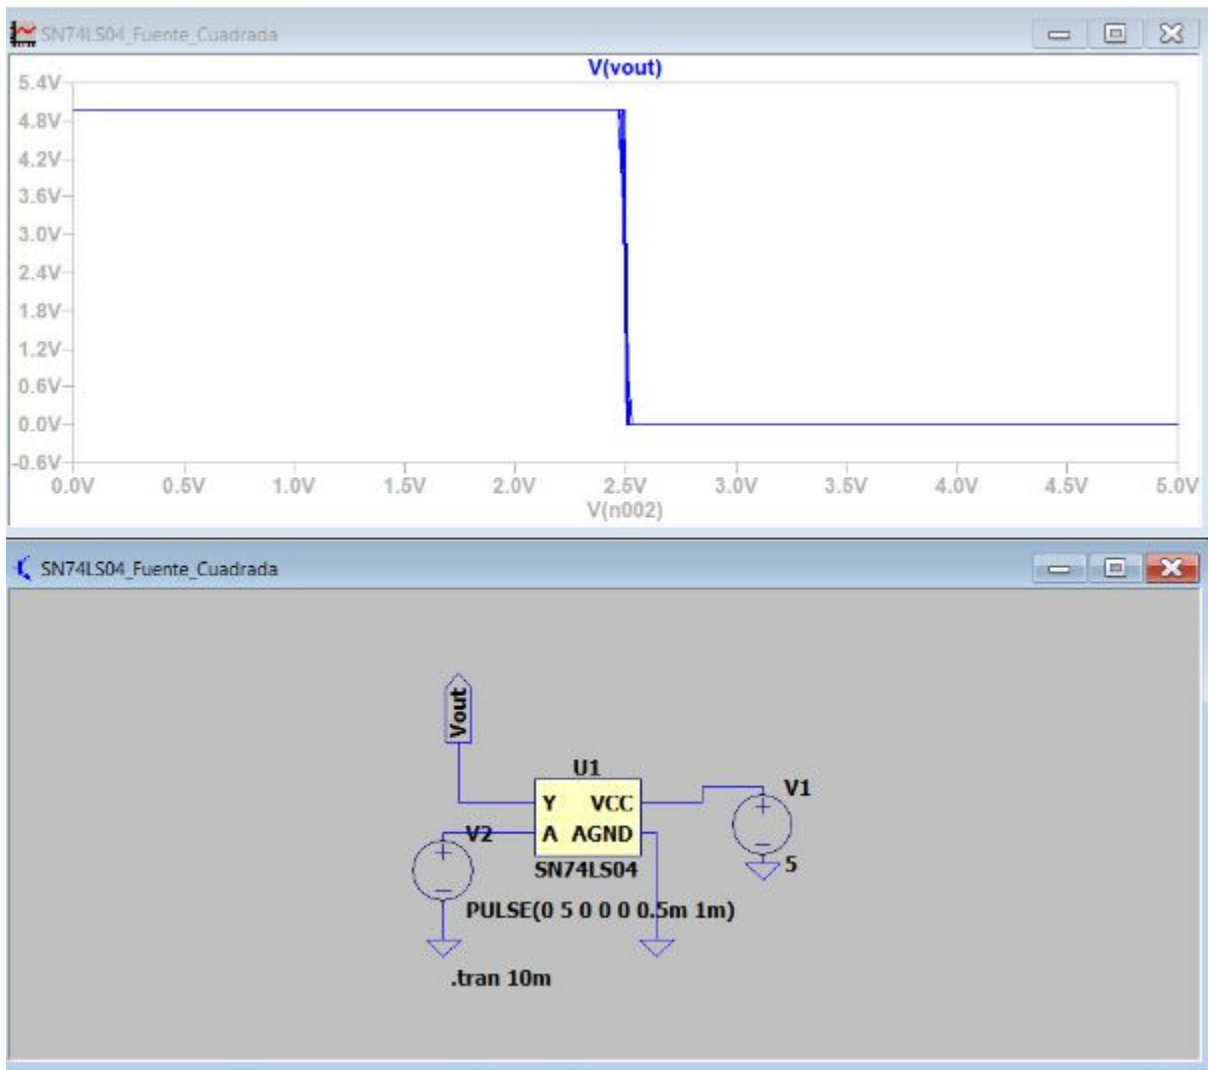 SN74LS04_Fuente_Cuadrada
V(vout)
5.4V
4.8V
4.2V
3.6V
3.0V
2.4V
1.8V
1.2V
0.6V
0.0V
-0.6V
0.0V 0.5V 1.0V 1.5V 2.0V 2.5V 3.0V 3.5V 4.0V 4.5V 5.0V
V(n002)
SN74LS04_Fuente_Cuadrada
Vout
U1
V1
Y VCC
V2
A AGND
5
SN74LS04
PULSE(0 5 0 0 0 0.5m 1m)
.tran 10m